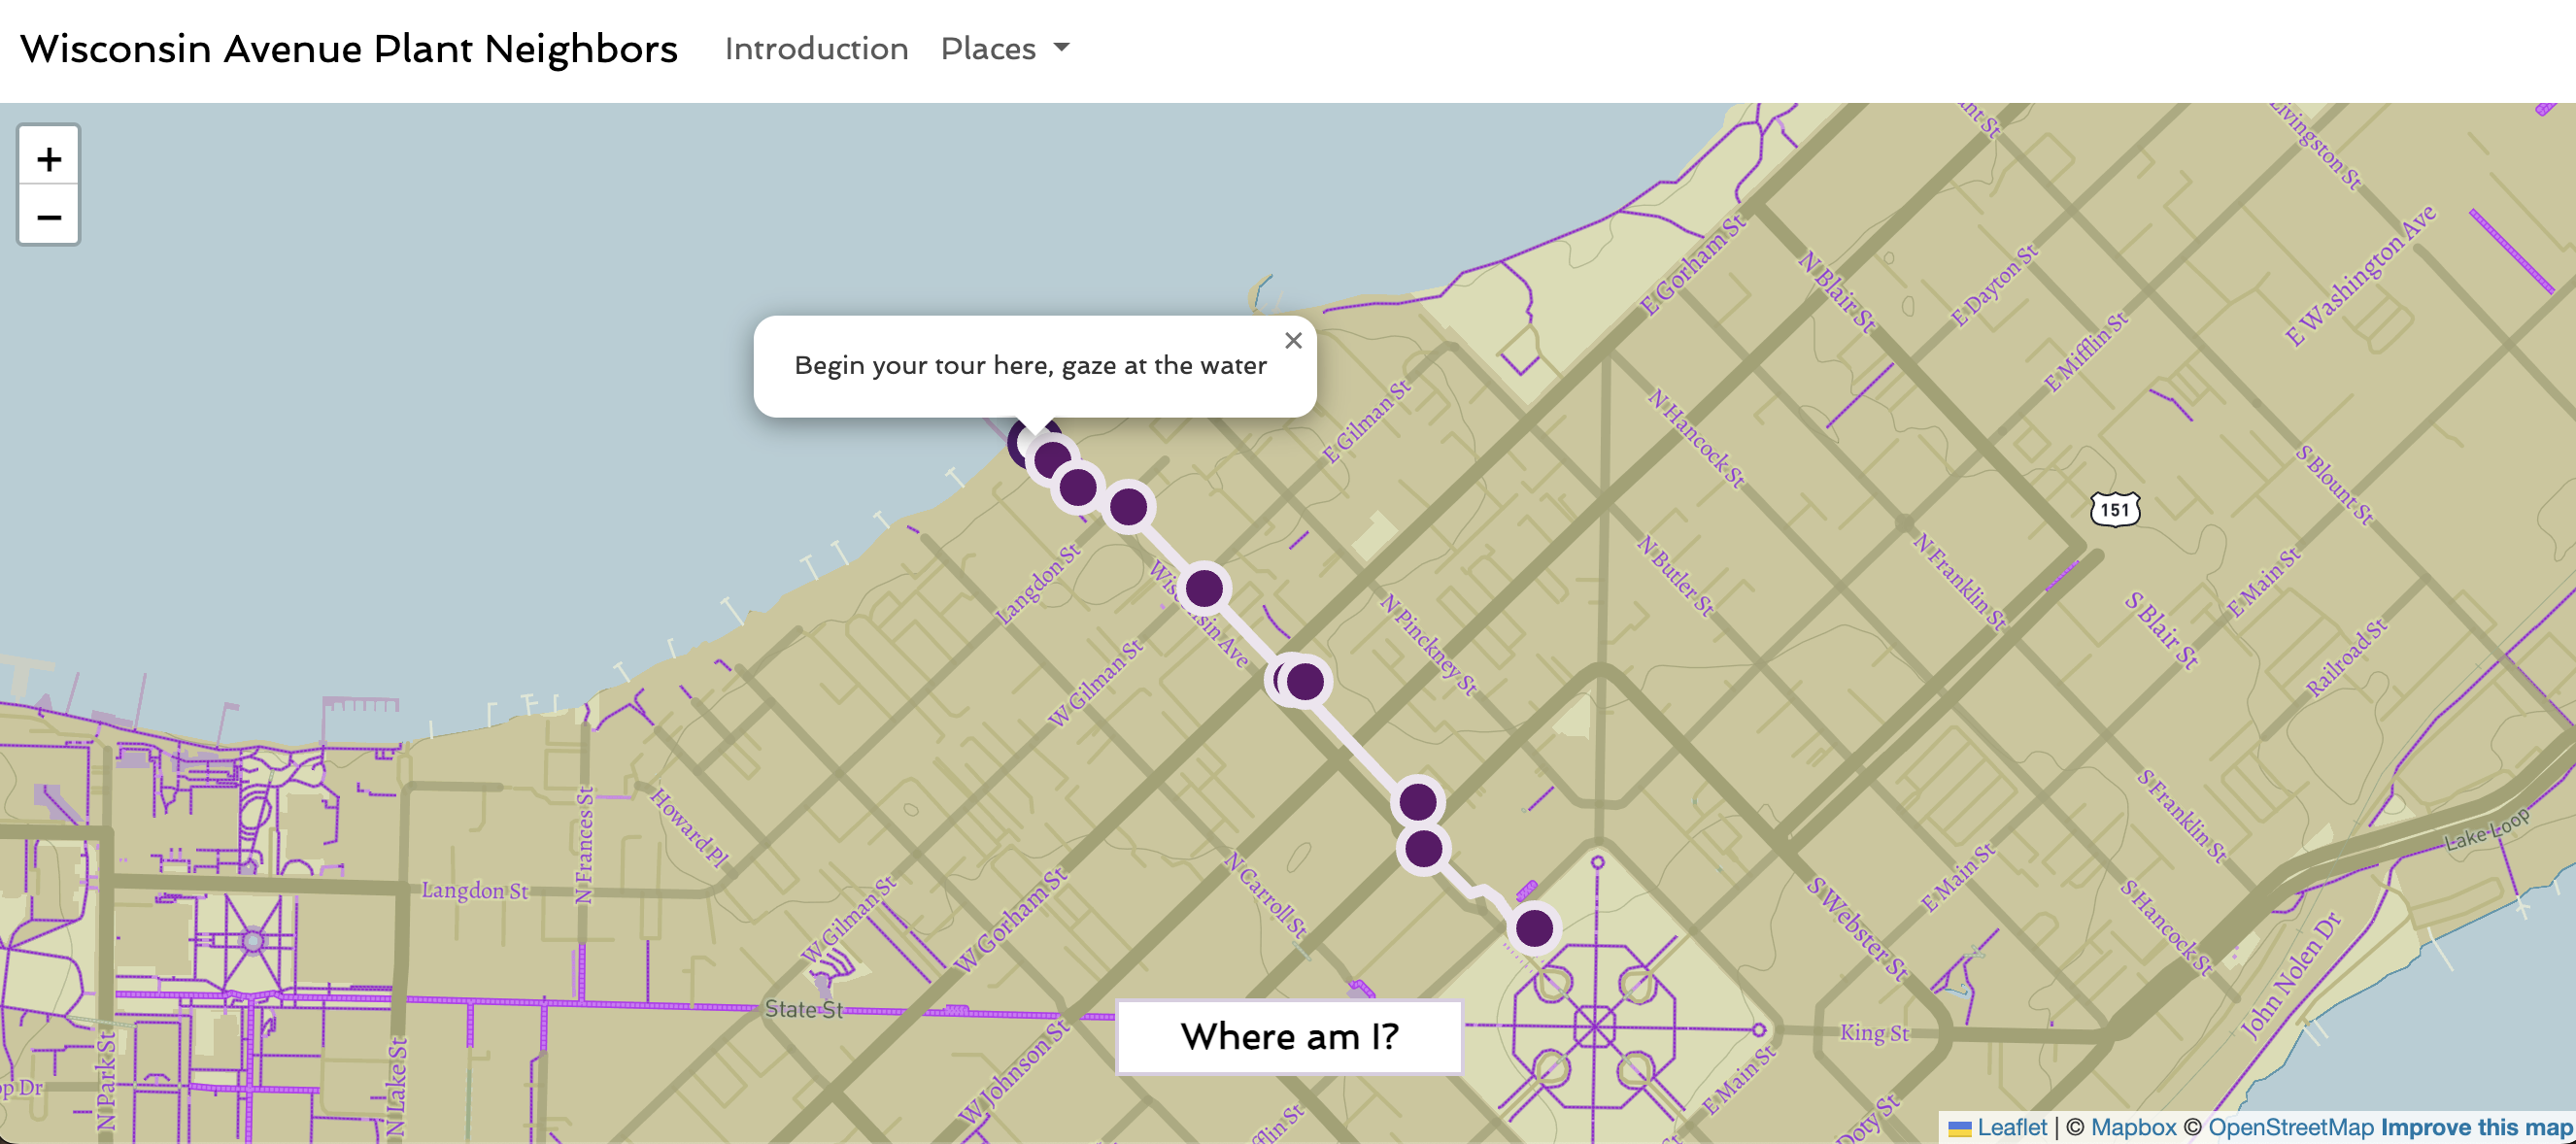 Wisconsin Avenue Plant Neighbors
Introduction
Places
+
−
Begin your tour here, gaze at the water
×
Livingston St
E Gorham St
N Blair St
E Dayton St
E Mifflin St
E Washington Ave
E Gilman St
N Hancock St
S Blount St
151
Langdon St
Wisconsin Ave
N Butler St
N Franklin St
E Main St
S Blair St
N Pinckney St
W Gilman St
Railroad St
Howard Pl
N Frances St
S Franklin St
Lake Loop
Langdon St
W Gilman St
W Gorham St
N Carroll St
S Webster St
E Main St
S Hancock St
John Nolen Dr
State St
Where am I?
King St
N Park St
N Lake St
W Johnson St
E Main St
Doty St
Leaflet | © Mapbox © OpenStreetMap Improve this map